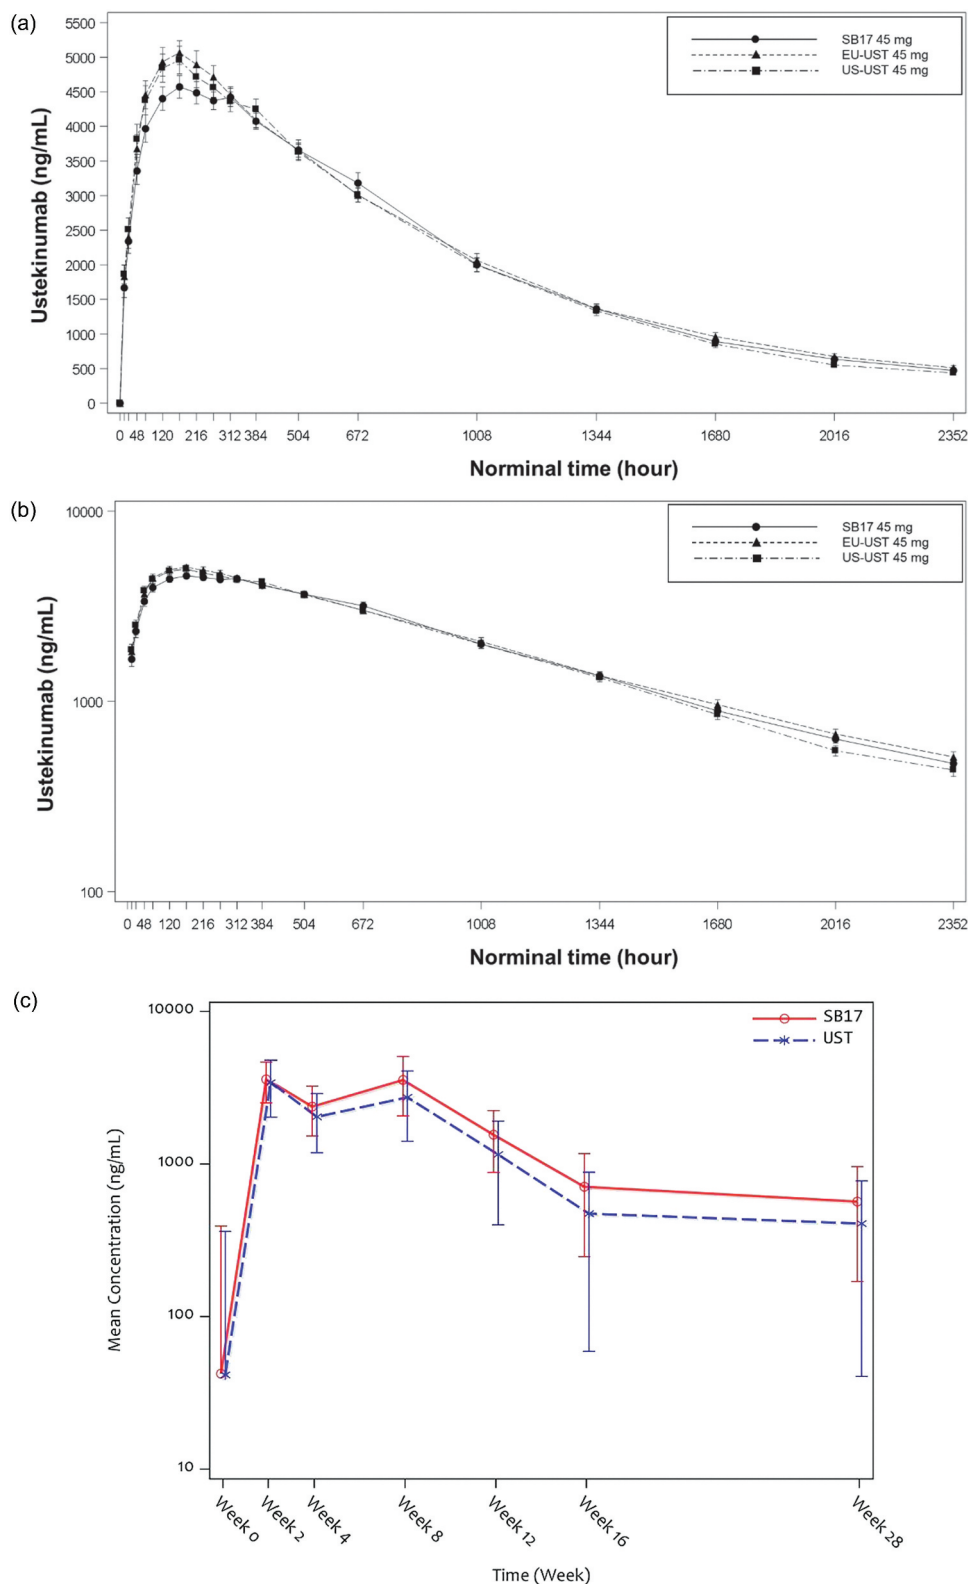 (a)
5500
5000
4500
4000
3500
3000
2500
2000
1500
1000
500
0
Ustekinumab (ng/mL)
SB17 45 mg
EU-UST 45 mg
US-UST 45 mg
0 48 120 216 312 384 504 672 1008 1344 1680 2016 2352
Norminal time (hour)
(b)
10000
1000
100
Ustekinumab (ng/mL)
SB17 45 mg
EU-UST 45 mg
US-UST 45 mg
0 48 120 216 312 384 504 672 1008 1344 1680 2016 2352
Norminal time (hour)
(c)
10000
1000
100
10
Mean Concentration (ng/mL)
SB17
UST
Week 0 Week 2 Week 4 Week 8 Week 12 Week 16 Week 28
Time (Week)